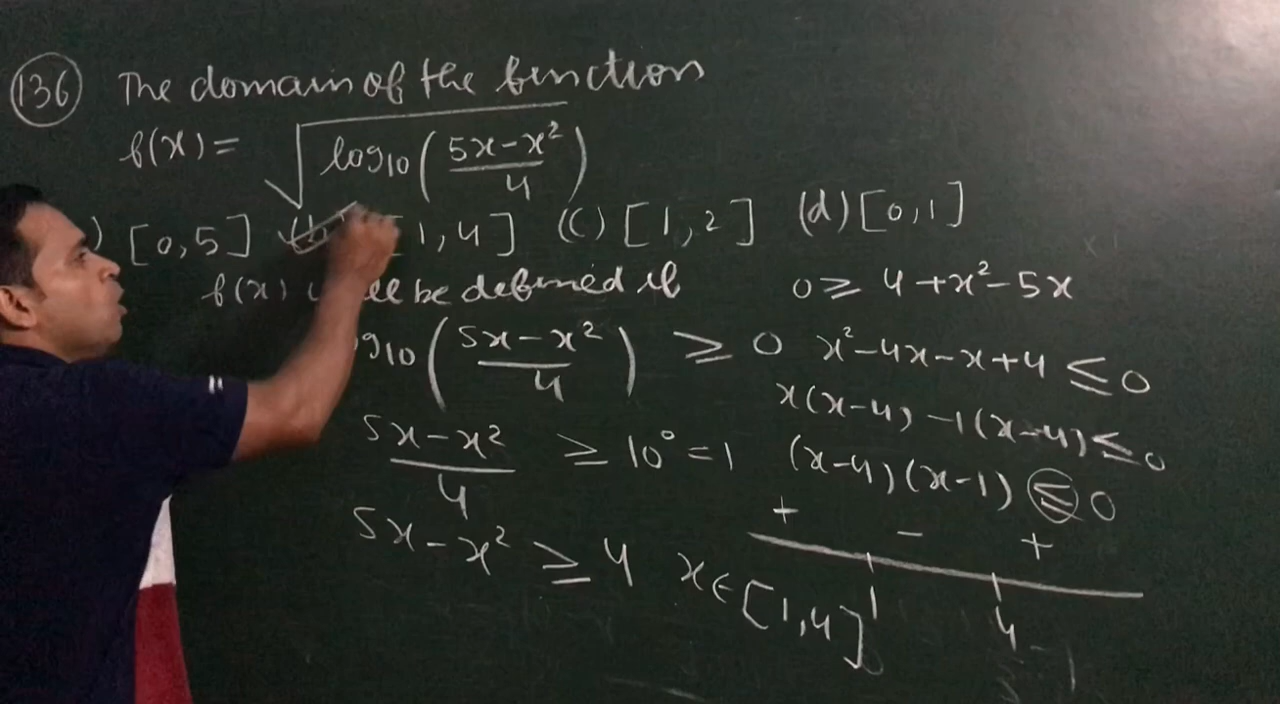 136 The domain of the function
f(x) = √log10((5x-x²)/4)
) [0,5] [1,4] (c) [1,2] (d) [0,1]
f(x) be defined if
log10((5x-x²)/4) ≥ 0
(5x-x²)/4 ≥ 10° = 1
5x-x² ≥ 4
0 ≥ 4+x²-5x
x²-4x-x+4 ≤ 0
x(x-4)-1(x-4) ≤ 0
(x-4)(x-1) ≤ 0
+ - +
1 4
x∈[1,4]